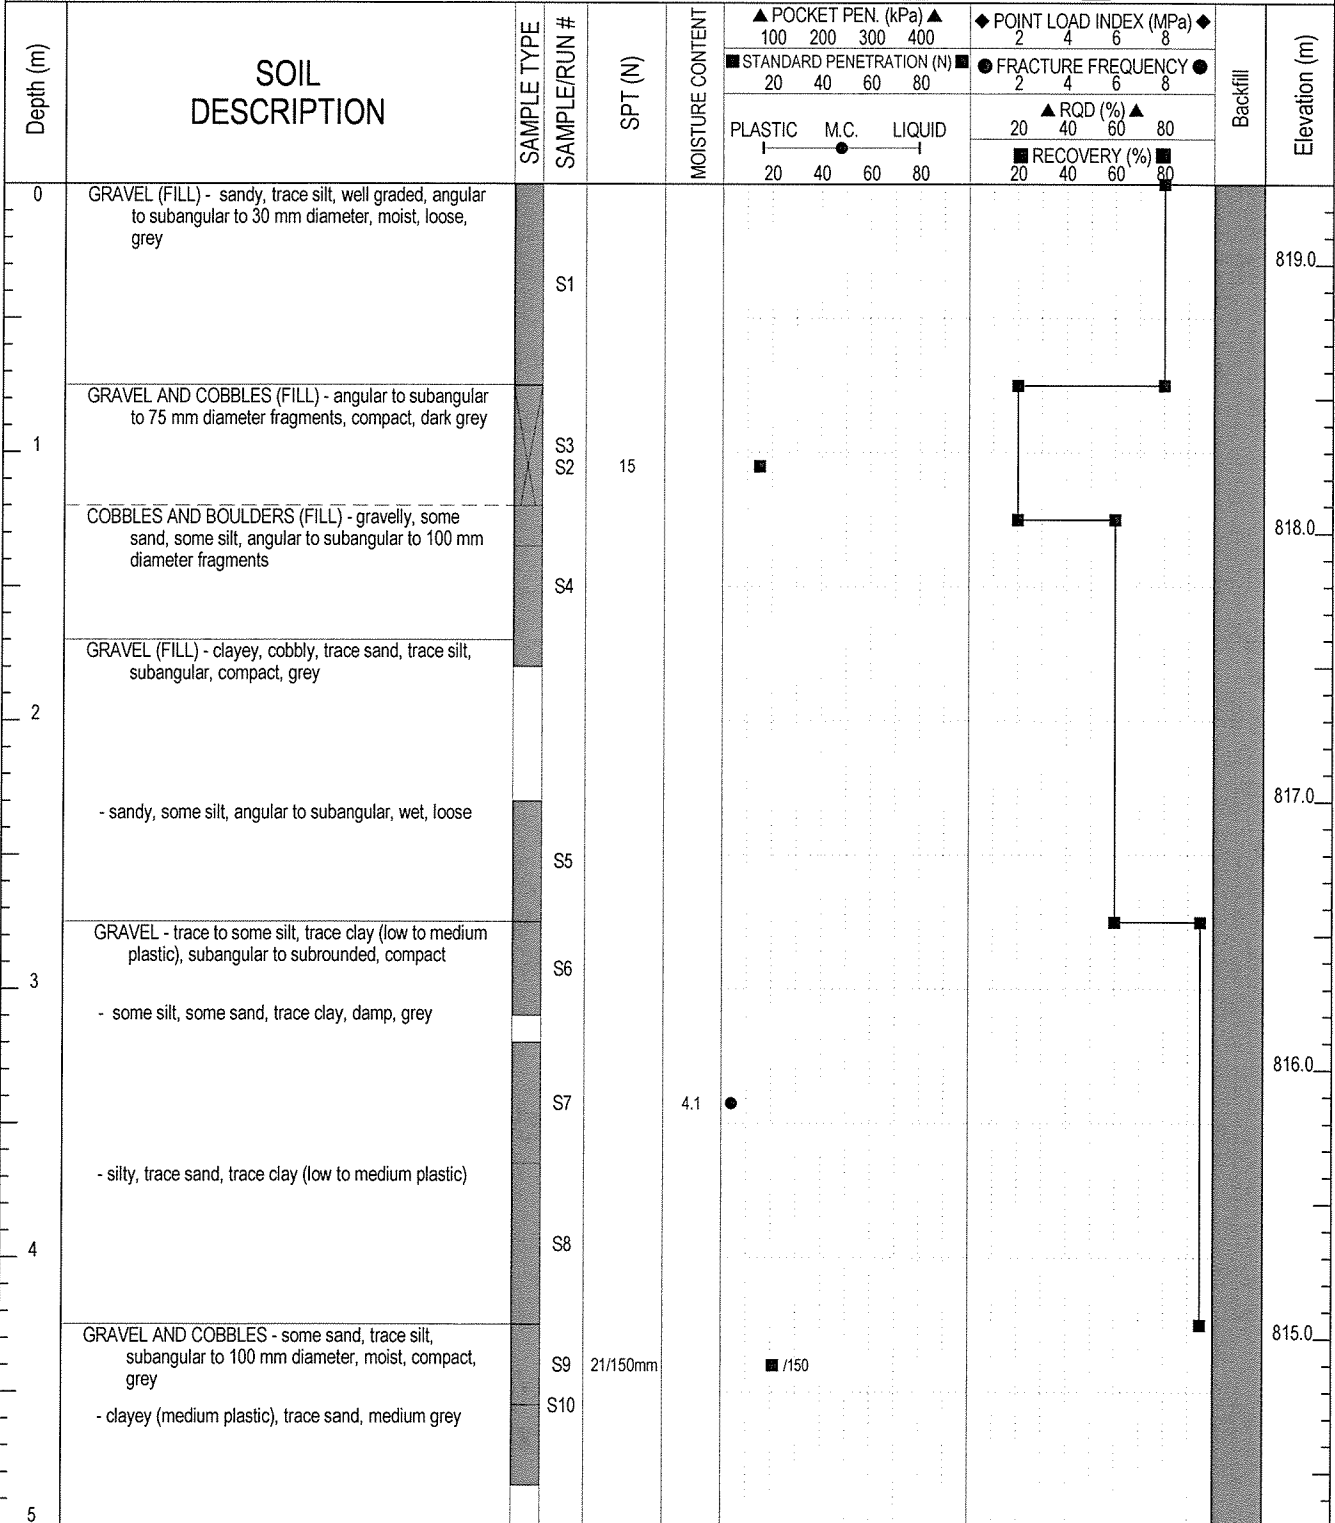 Depth (m)
SOIL
DESCRIPTION
SAMPLE TYPE
SAMPLE/RUN #
SPT (N)
MOISTURE CONTENT
▲ POCKET PEN. (kPa) ▲
100 200 300 400
■ STANDARD PENETRATION (N) ■
20 40 60 80
PLASTIC M.C. LIQUID
20 40 60 80
◆ POINT LOAD INDEX (MPa) ◆
2 4 6 8
● FRACTURE FREQUENCY ●
2 4 6 8
▲ RQD (%) ▲
20 40 60 80
■ RECOVERY (%) ■
20 40 60 80
Backfill
Elevation (m)
0
GRAVEL (FILL) - sandy, trace silt, well graded, angular
to subangular to 30 mm diameter, moist, loose,
grey
819.0
S1
GRAVEL AND COBBLES (FILL) - angular to subangular
to 75 mm diameter fragments, compact, dark grey
1
S3
S2 15
COBBLES AND BOULDERS (FILL) - gravelly, some
sand, some silt, angular to subangular to 100 mm
diameter fragments
818.0
S4
GRAVEL (FILL) - clayey, cobbly, trace sand, trace silt,
subangular, compact, grey
2
817.0
- sandy, some silt, angular to subangular, wet, loose
S5
GRAVEL - trace to some silt, trace clay (low to medium
plastic), subangular to subrounded, compact
S6
3
- some silt, some sand, trace clay, damp, grey
816.0
S7 4.1
- silty, trace sand, trace clay (low to medium plastic)
S8
4
GRAVEL AND COBBLES - some sand, trace silt,
subangular to 100 mm diameter, moist, compact,
grey
815.0
S9 21/150mm /150
S10
- clayey (medium plastic), trace sand, medium grey
5